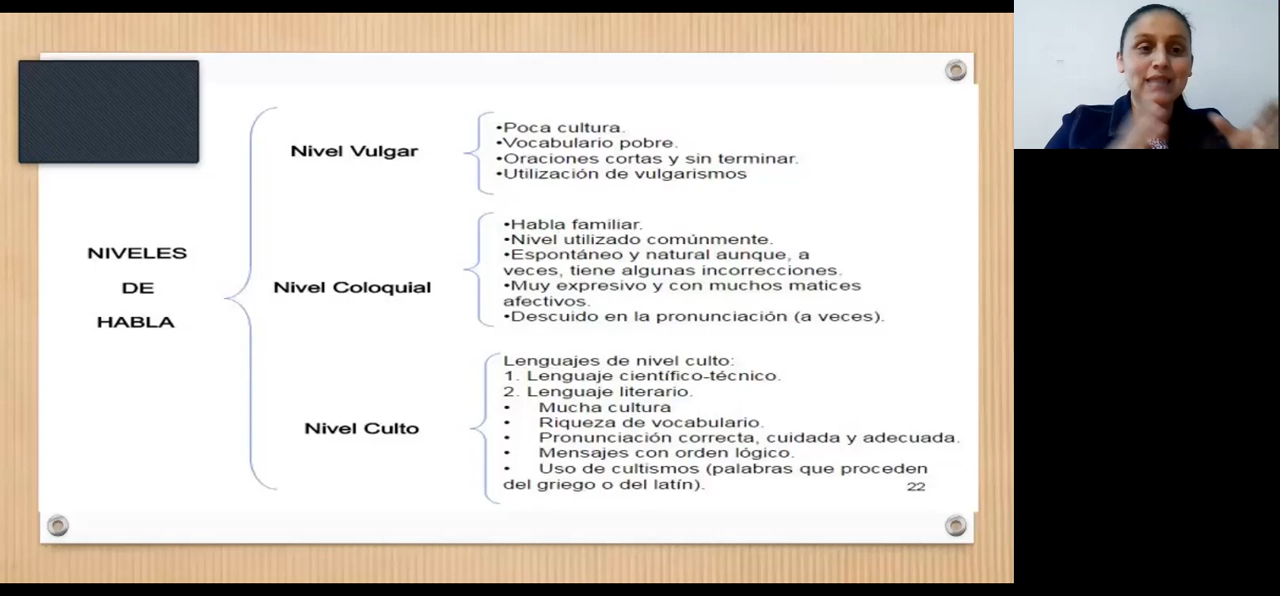 NIVELES
DE
HABLA
Nivel Vulgar
•Poca cultura.
•Vocabulario pobre.
•Oraciones cortas y sin terminar.
•Utilización de vulgarismos
Nivel Coloquial
•Habla familiar.
•Nivel utilizado comúnmente.
•Espontáneo y natural aunque, a
veces, tiene algunas incorrecciones.
•Muy expresivo y con muchos matices
afectivos.
•Descuido en la pronunciación (a veces).
Nivel Culto
Lenguajes de nivel culto:
1. Lenguaje científico-técnico.
2. Lenguaje literario.
• Mucha cultura
• Riqueza de vocabulario.
• Pronunciación correcta, cuidada y adecuada.
• Mensajes con orden lógico.
• Uso de cultismos (palabras que proceden
del griego o del latín).
22